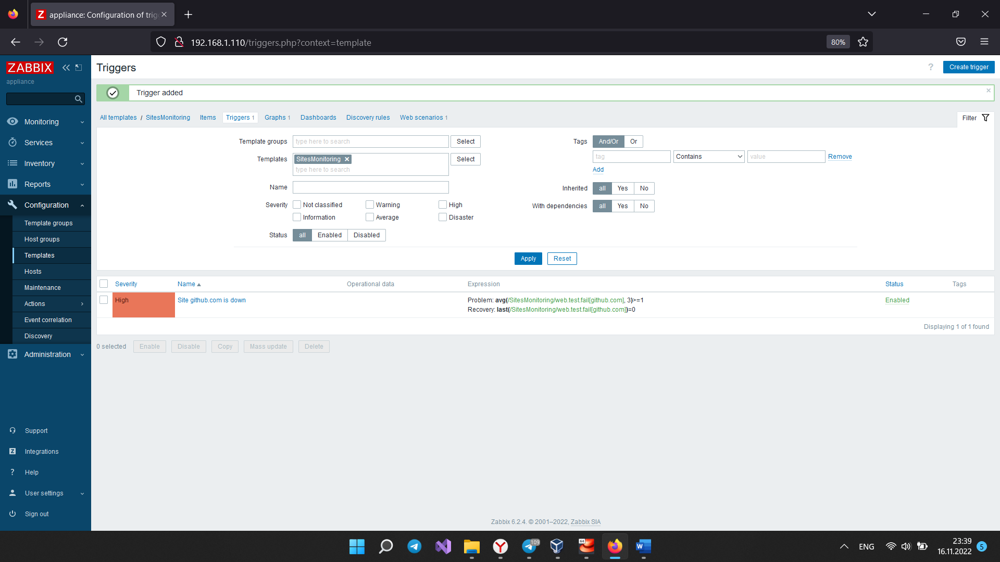 appliance: Configuration of trigg
192.168.1.110/triggers.php?context=template
80%
ZABBIX
appliance
Monitoring
Services
Inventory
Reports
Configuration
Template groups
Host groups
Templates
Hosts
Maintenance
Actions
Event correlation
Discovery
Administration
Support
Integrations
Help
User settings
Sign out
Triggers
? Create trigger
Trigger added
All templates / SitesMonitoring Items Triggers 1 Graphs 1 Dashboards Discovery rules Web scenarios 1
Filter
Template groups type here to search Select
Templates SitesMonitoring Select
type here to search
Name
Severity Not classified Warning High
Information Average Disaster
Status all Enabled Disabled
Tags And/Or Or
tag Contains value Remove
Add
Inherited all Yes No
With dependencies all Yes No
Apply Reset
Severity Name Operational data Expression Status Tags
High Site github.com is down Problem: avg(/SitesMonitoring/web.test.fail[github.com], 3)>=1 Enabled
Recovery: last(/SitesMonitoring/web.test.fail[github.com])=0
Displaying 1 of 1 found
0 selected Enable Disable Copy Mass update Delete
Zabbix 6.2.4. © 2001–2022, Zabbix SIA
109
64
ENG
23:39
16.11.2022
5